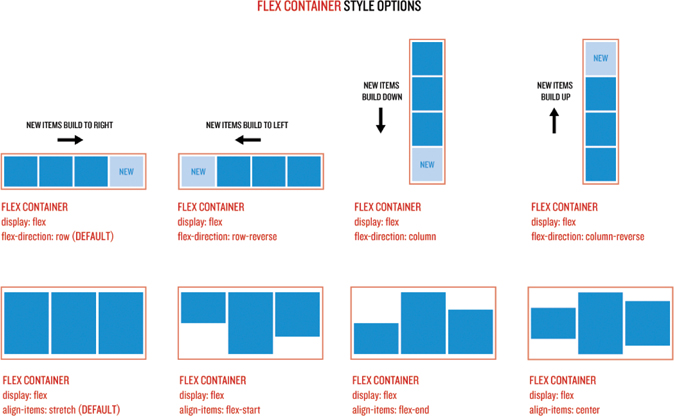 FLEX CONTAINER STYLE OPTIONS
NEW ITEMS BUILD TO RIGHT
NEW
FLEX CONTAINER
display: flex
flex-direction: row (DEFAULT)
NEW ITEMS BUILD TO LEFT
NEW
FLEX CONTAINER
display: flex
flex-direction: row-reverse
NEW ITEMS
BUILD DOWN
NEW
FLEX CONTAINER
display: flex
flex-direction: column
NEW ITEMS
BUILD UP
NEW
FLEX CONTAINER
display: flex
flex-direction: column-reverse
FLEX CONTAINER
display: flex
align-items: stretch (DEFAULT)
FLEX CONTAINER
display: flex
align-items: flex-start
FLEX CONTAINER
display: flex
align-items: flex-end
FLEX CONTAINER
display: flex
align-items: center